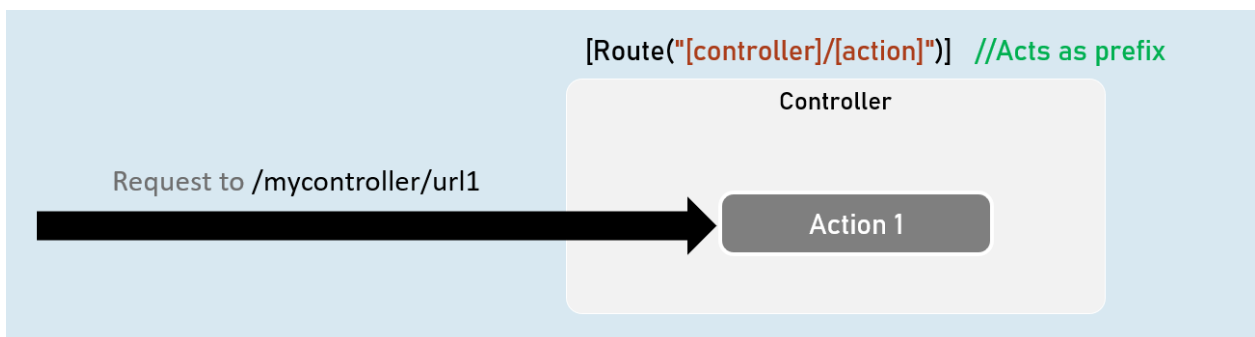 [Route("[controller]/[action]")] //Acts as prefix
Controller
Request to /mycontroller/url1
Action 1